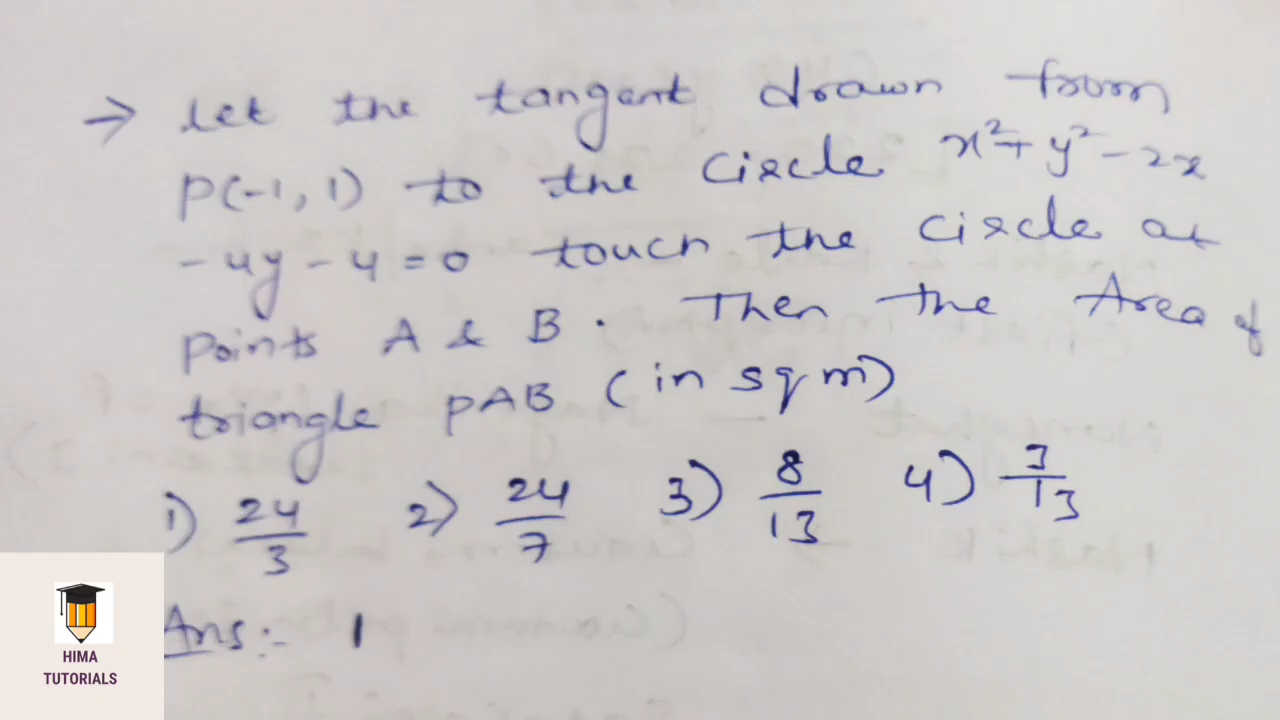 → Let the tangent drawn from
P(-1, 1) to the circle x²+ y² - 2x
- 4y - 4 = 0 touch the circle at
points A & B. Then the Area of
triangle PAB (in sq m)
1) 24/3 2) 24/7 3) 8/13 4) 3/13
Ans:- 1
HIMA
TUTORIALS